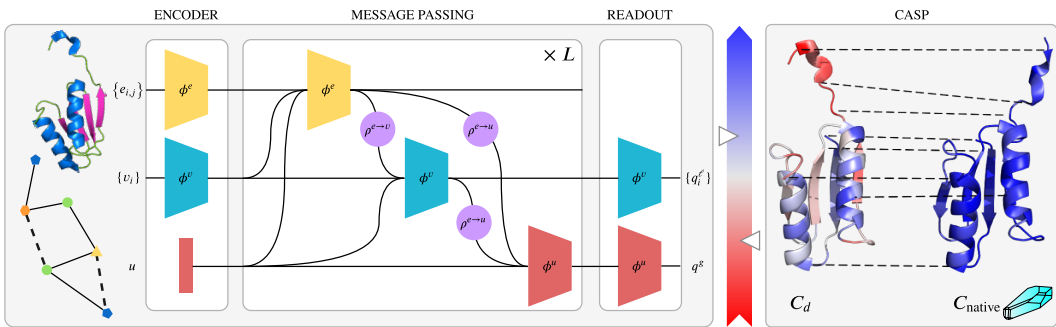 ENCODER
MESSAGE PASSING
READOUT
CASP
× L
{e_{i,j}}
ϕ^e
ϕ^e
ρ^{e→v}
ρ^{e→u}
{v_i}
ϕ^v
ϕ^v
ϕ^v
{q_i^ℓ}
ρ^{e→u}
u
ϕ^u
ϕ^u
q^g
C_d
C_native